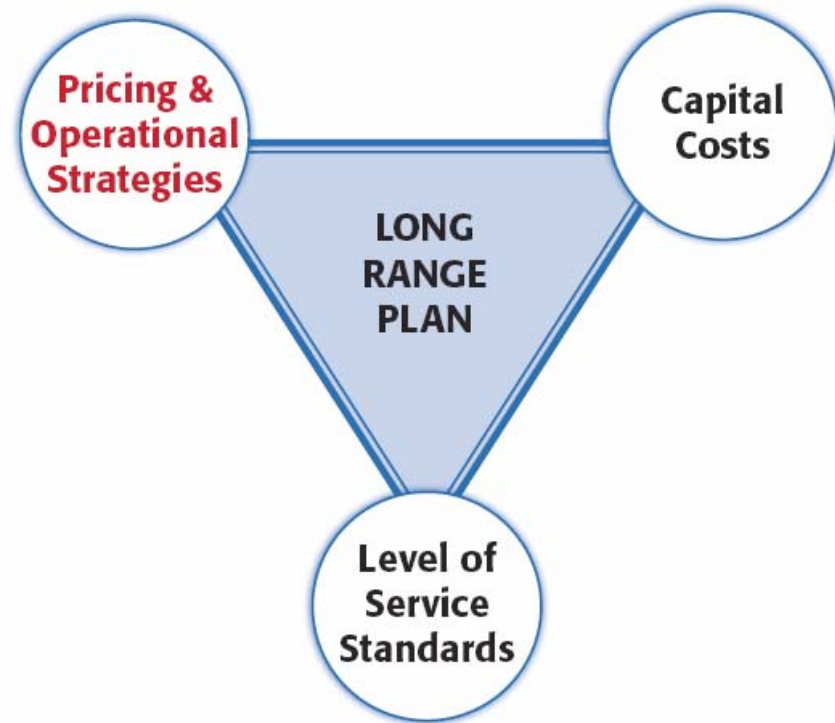 Pricing &
Operational
Strategies
Capital
Costs
LONG
RANGE
PLAN
Level of
Service
Standards